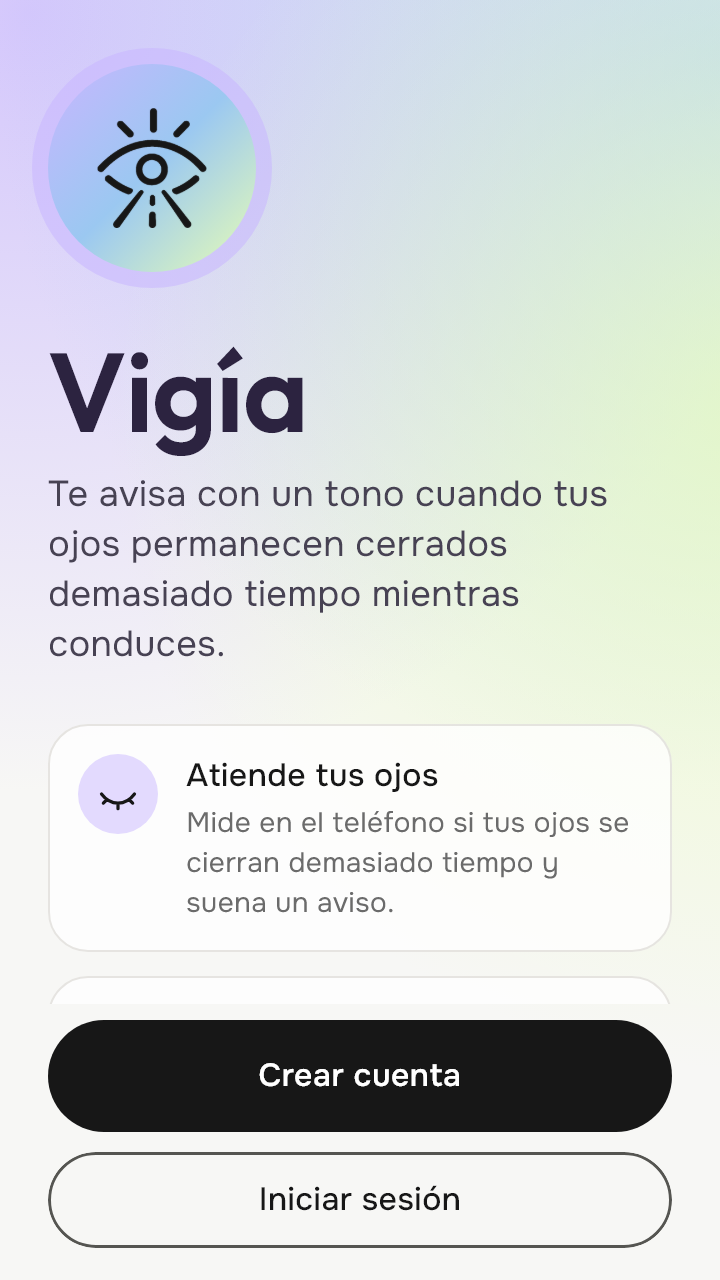 Vigía
Te avisa con un tono cuando tus
ojos permanecen cerrados
demasiado tiempo mientras
conduces.
Atiende tus ojos
Mide en el teléfono si tus ojos se
cierran demasiado tiempo y
suena un aviso.
Crear cuenta
Iniciar sesión